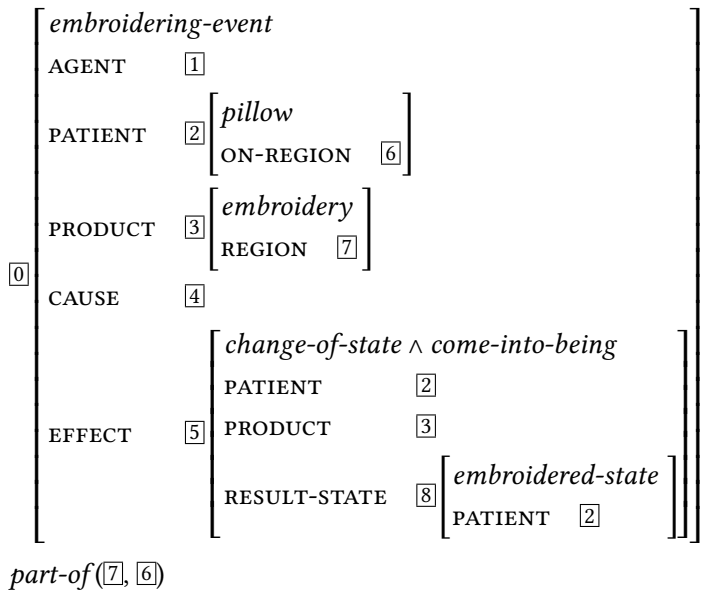 embroidering-event
AGENT 1
PATIENT 2 pillow
ON-REGION 6
PRODUCT 3 embroidery
REGION 7
0
CAUSE 4
EFFECT 5 change-of-state ∧ come-into-being
PATIENT 2
PRODUCT 3
RESULT-STATE 8 embroidered-state
PATIENT 2
part-of(7, 6)